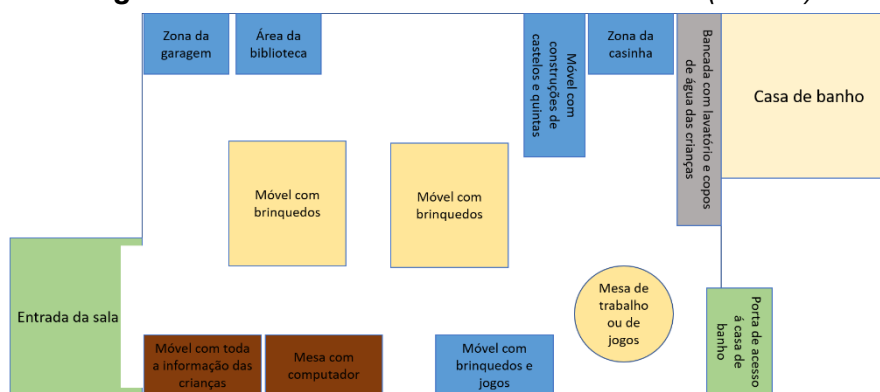 Zona da
garagem
Área da
biblioteca
Móvel com
construções de
castelos e quintas
Zona da
casinha
Bancada com lavatório e copos
de água das crianças
Casa de banho
Móvel com
brinquedos
Móvel com
brinquedos
Entrada da sala
Mesa de
trabalho
ou de
jogos
Porta de acesso
á casa de
banho
Móvel com toda
a informação das
crianças
Mesa com
computador
Móvel com
brinquedos e
jogos